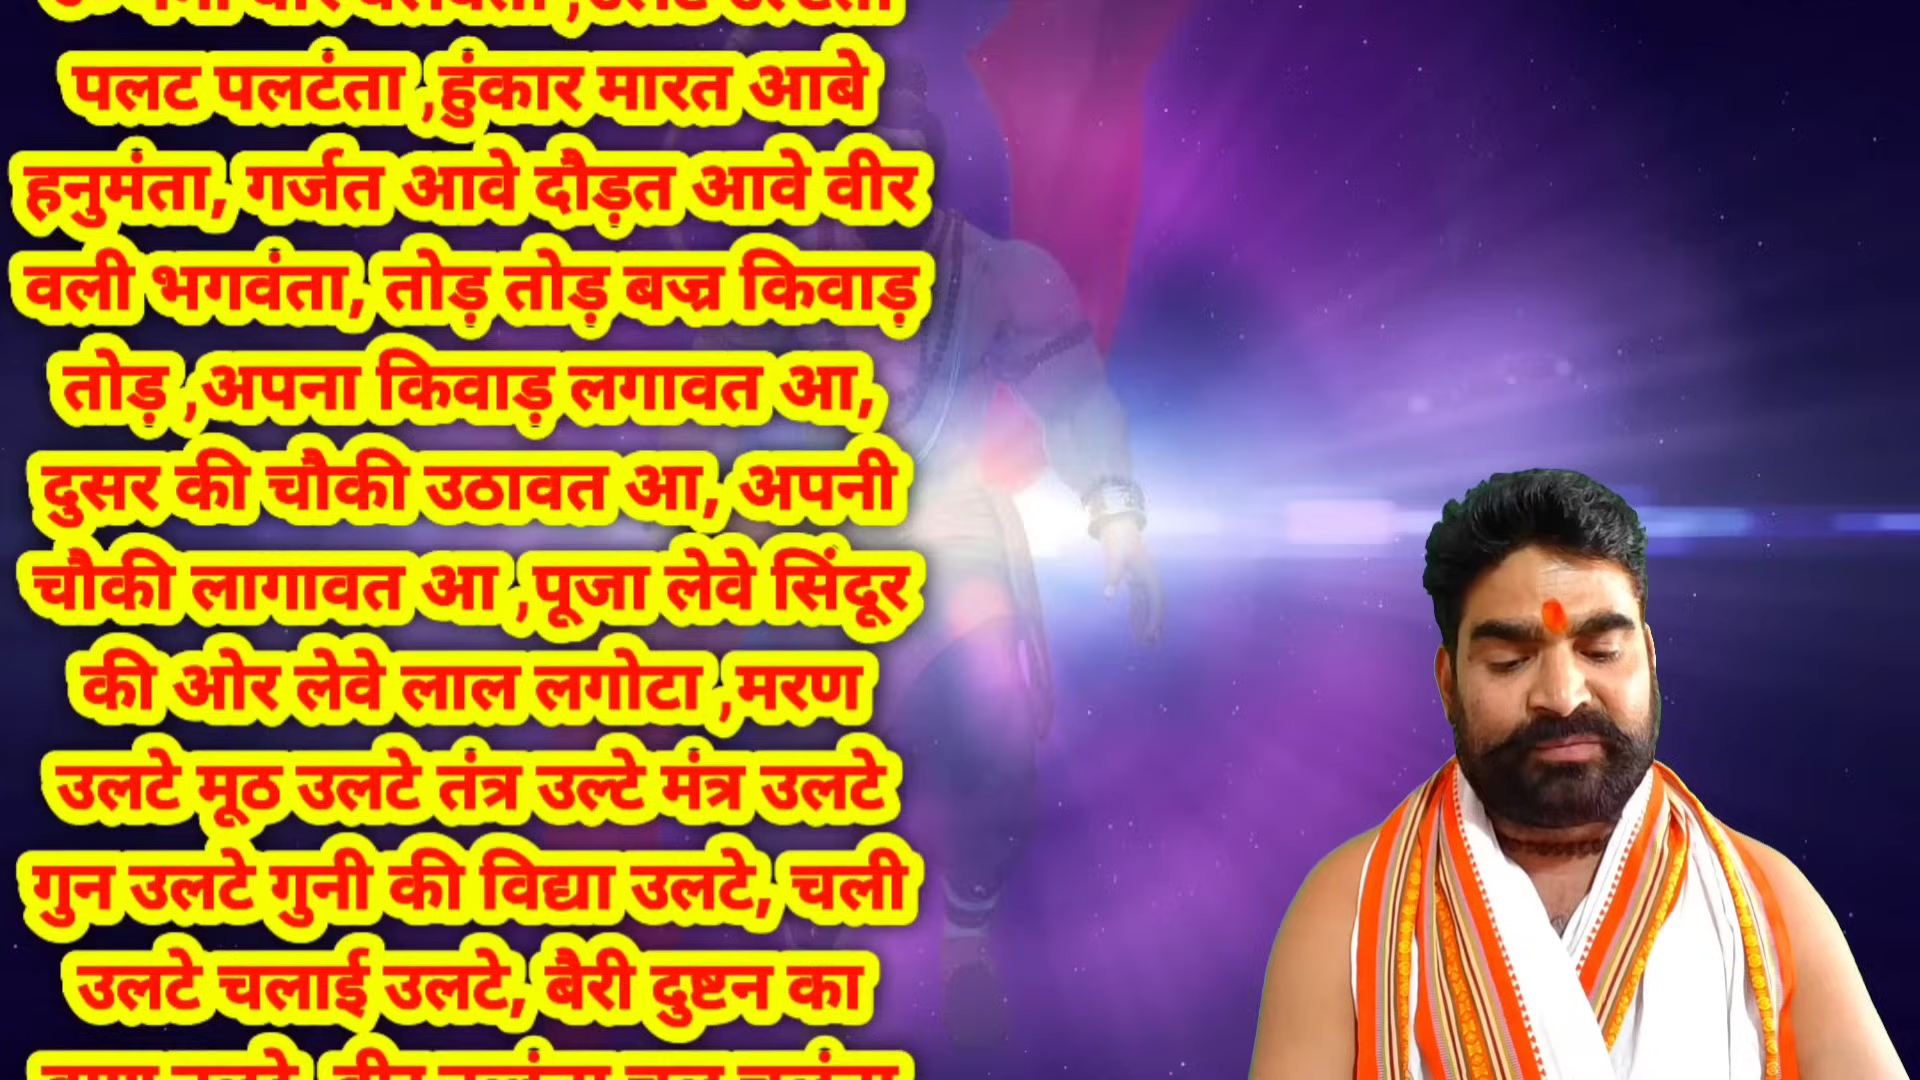 पलट पलटंता ,हुंकार मारत आबे
हनुमंता, गर्जत आवे दौड़त आवे वीर
वली भगवंता, तोड़ तोड़ बज्र किवाड़
तोड़ ,अपना किवाड़ लगावत आ,
दुसर की चौकी उठावत आ, अपनी
चौकी लागावत आ ,पूजा लेवे सिंदूर
की ओर लेवे लाल लगोटा ,मरण
उलटे मूठ उलटे तंत्र उल्टे मंत्र उलटे
गुन उलटे गुनी की विद्या उलटे, चली
उलटे चलाई उलटे, बैरी दुष्टन का